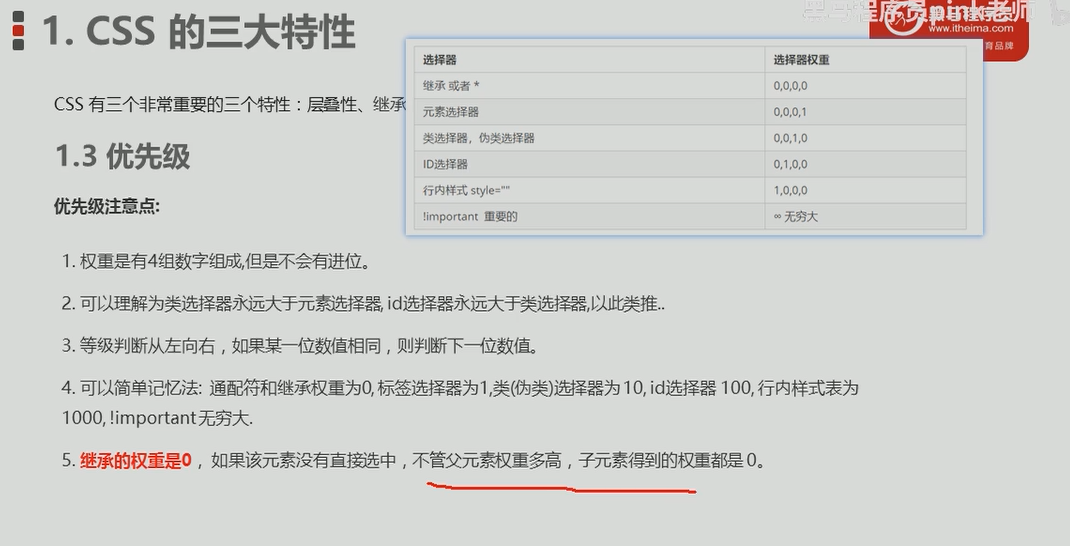 1. CSS 的三大特性
程序员pink老师
www.itheima.com
育品牌
选择器 选择器权重
继承 或者 * 0,0,0,0
元素选择器 0,0,0,1
类选择器，伪类选择器 0,0,1,0
ID选择器 0,1,0,0
行内样式 style="" 1,0,0,0
!important 重要的 ∞ 无穷大
CSS 有三个非常重要的三个特性：层叠性、继承
1.3 优先级
优先级注意点:
1. 权重是有4组数字组成,但是不会有进位。
2. 可以理解为类选择器永远大于元素选择器, id选择器永远大于类选择器,以此类推..
3. 等级判断从左向右，如果某一位数值相同，则判断下一位数值。
4. 可以简单记忆法: 通配符和继承权重为0, 标签选择器为1,类(伪类)选择器为 10, id选择器 100, 行内样式表为
1000, !important 无穷大.
5. 继承的权重是0， 如果该元素没有直接选中，不管父元素权重多高，子元素得到的权重都是 0。